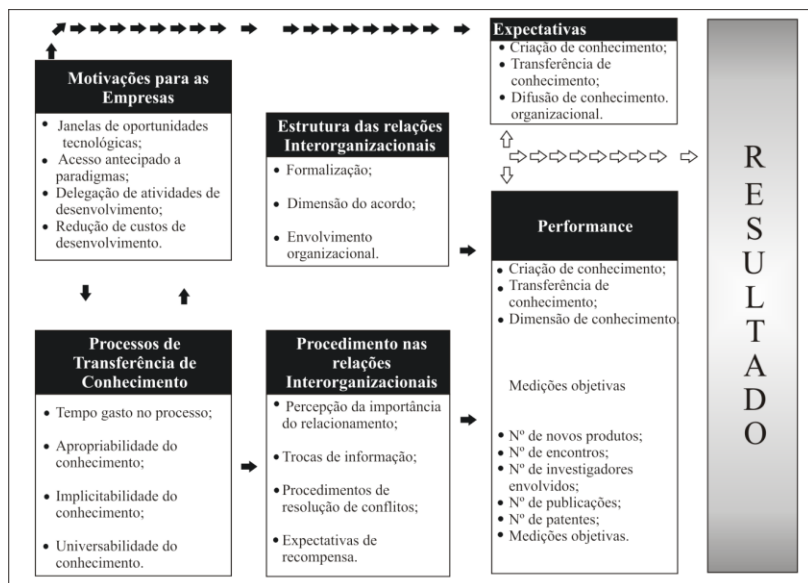 Motivações para as
Empresas
• Janelas de oportunidades
tecnológicas;
• Acesso antecipado a
paradigmas;
• Delegação de atividades de
desenvolvimento;
• Redução de custos de
desenvolvimento.
Estrutura das relações
Interorganizacionais
• Formalização;
• Dimensão do acordo;
• Envolvimento
organizacional.
Expectativas
• Criação de conhecimento;
• Transferência de
conhecimento;
• Difusão de conhecimento.
organizacional.
Processos de
Transferência de
Conhecimento
• Tempo gasto no processo;
• Apropriabilidade do
conhecimento;
• Implicitabilidade do
conhecimento;
• Universabilidade do
conhecimento.
Procedimento nas
relações
Interorganizacionais
• Percepção da importância
do relacionamento;
• Trocas de informação;
• Procedimentos de
resolução de conflitos;
• Expectativas de
recompensa.
Performance
• Criação de conhecimento;
• Transferência de
conhecimento;
• Dimensão de conhecimento.
Medições objetivas
• Nº de novos produtos;
• Nº de encontros;
• Nº de investigadores
envolvidos;
• Nº de publicações;
• Nº de patentes;
• Medições objetivas.
RESULTADO